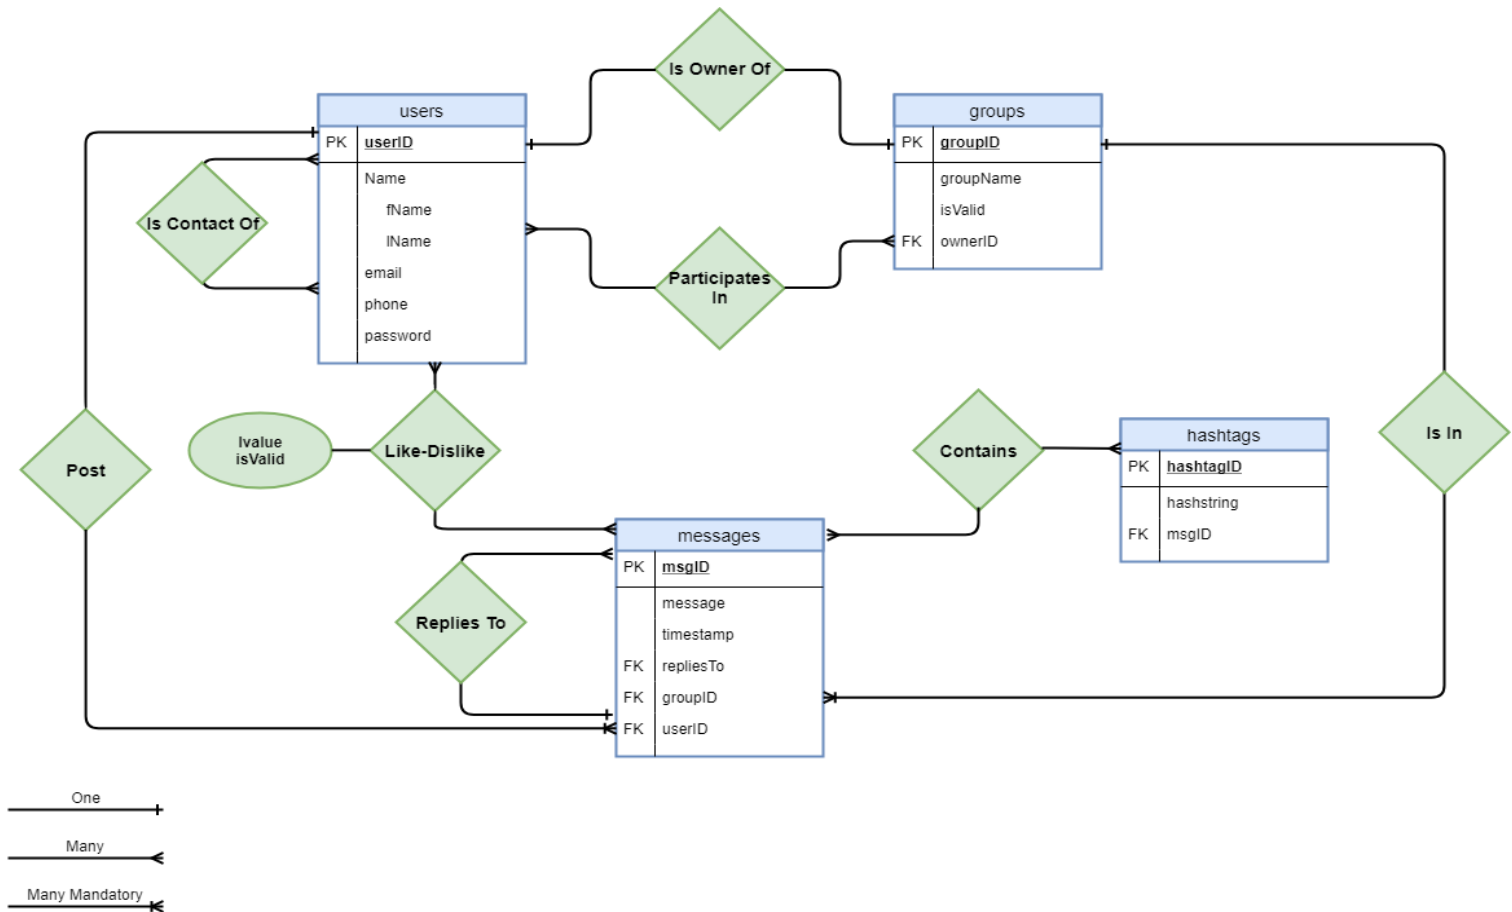 Is Owner Of
users
PK userID
Name
fName
lName
email
phone
password
groups
PK groupID
groupName
isValid
FK ownerID
Is Contact Of
Participates
In
Post
lvalue
isValid
Like-Dislike
Contains
hashtags
PK hashtagID
hashstring
FK msgID
Is In
messages
PK msgID
message
timestamp
FK repliesTo
FK groupID
FK userID
Replies To
One
Many
Many Mandatory